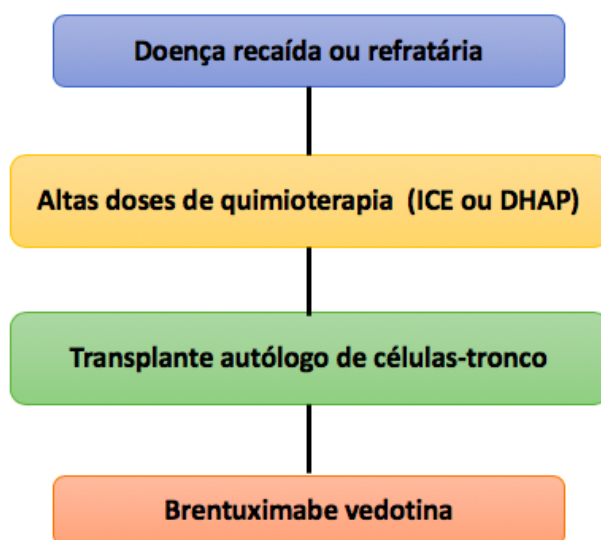 Doença recaída ou refratária
Altas doses de quimioterapia (ICE ou DHAP)
Transplante autólogo de células-tronco
Brentuximabe vedotina